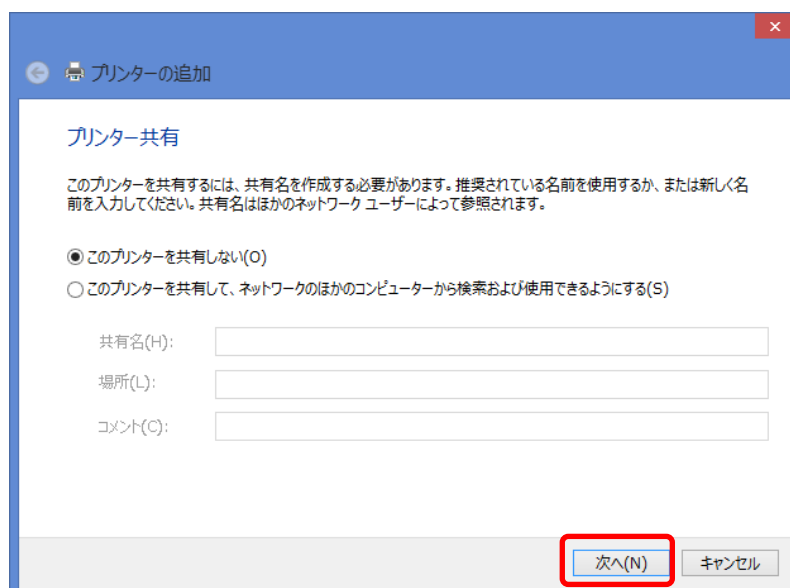 プリンターの追加
プリンター共有
このプリンターを共有するには、共有名を作成する必要があります。推奨されている名前を使用するか、または新しく名
前を入力してください。共有名はほかのネットワーク ユーザーによって参照されます。
このプリンターを共有しない(O)
このプリンターを共有して、ネットワークのほかのコンピューターから検索および使用できるようにする(S)
共有名(H):
場所(L):
コメント(C):
次へ(N) キャンセル